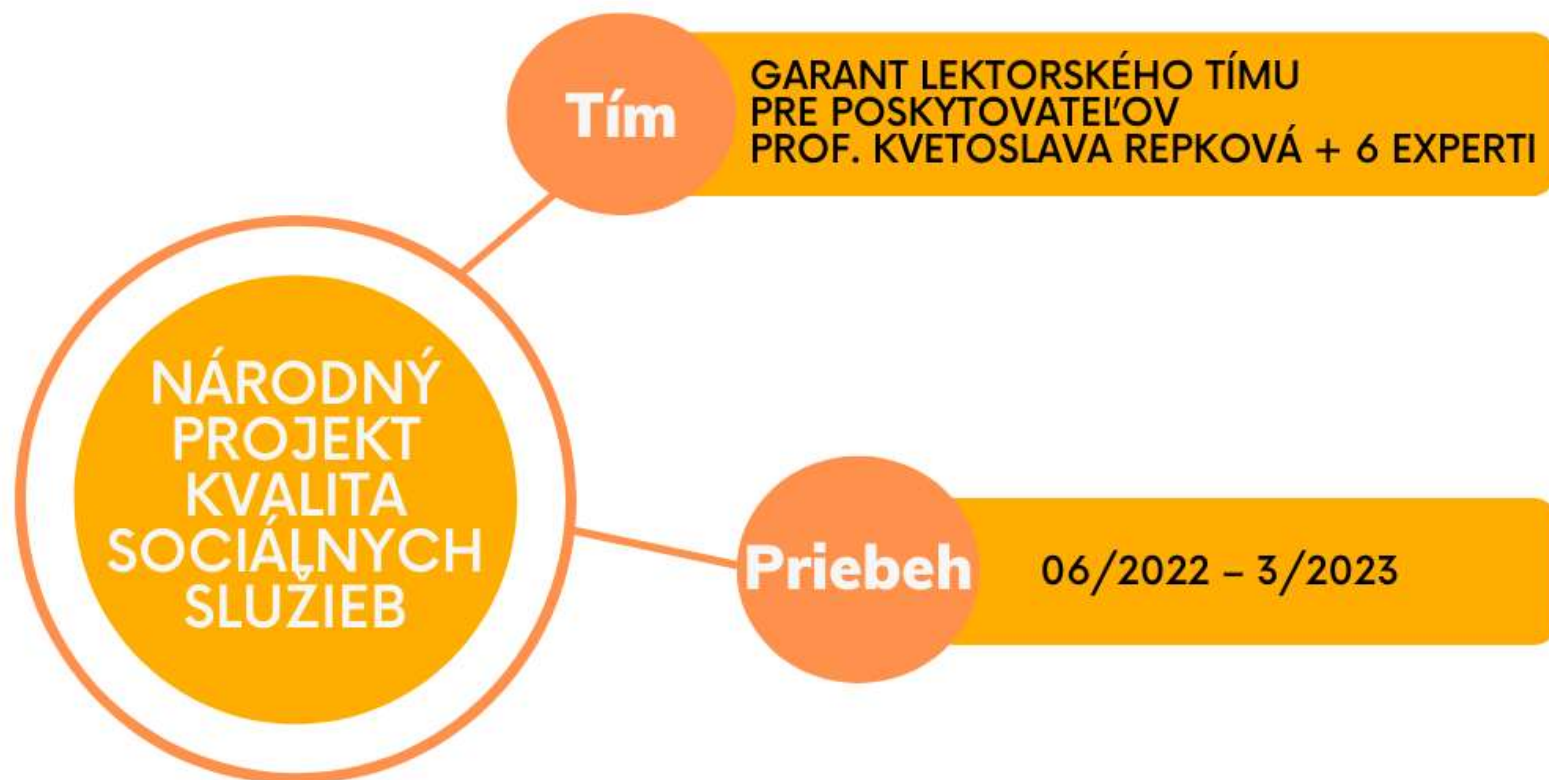 Tím
GARANT LEKTORSKÉHO TÍMU
PRE POSKYTOVATEĽOV
PROF. KVETOSLAVA REPKOVÁ + 6 EXPERTI
NÁRODNÝ
PROJEKT
KVALITA
SOCIÁLNYCH
SLUŽIEB
Priebeh
06/2022 – 3/2023